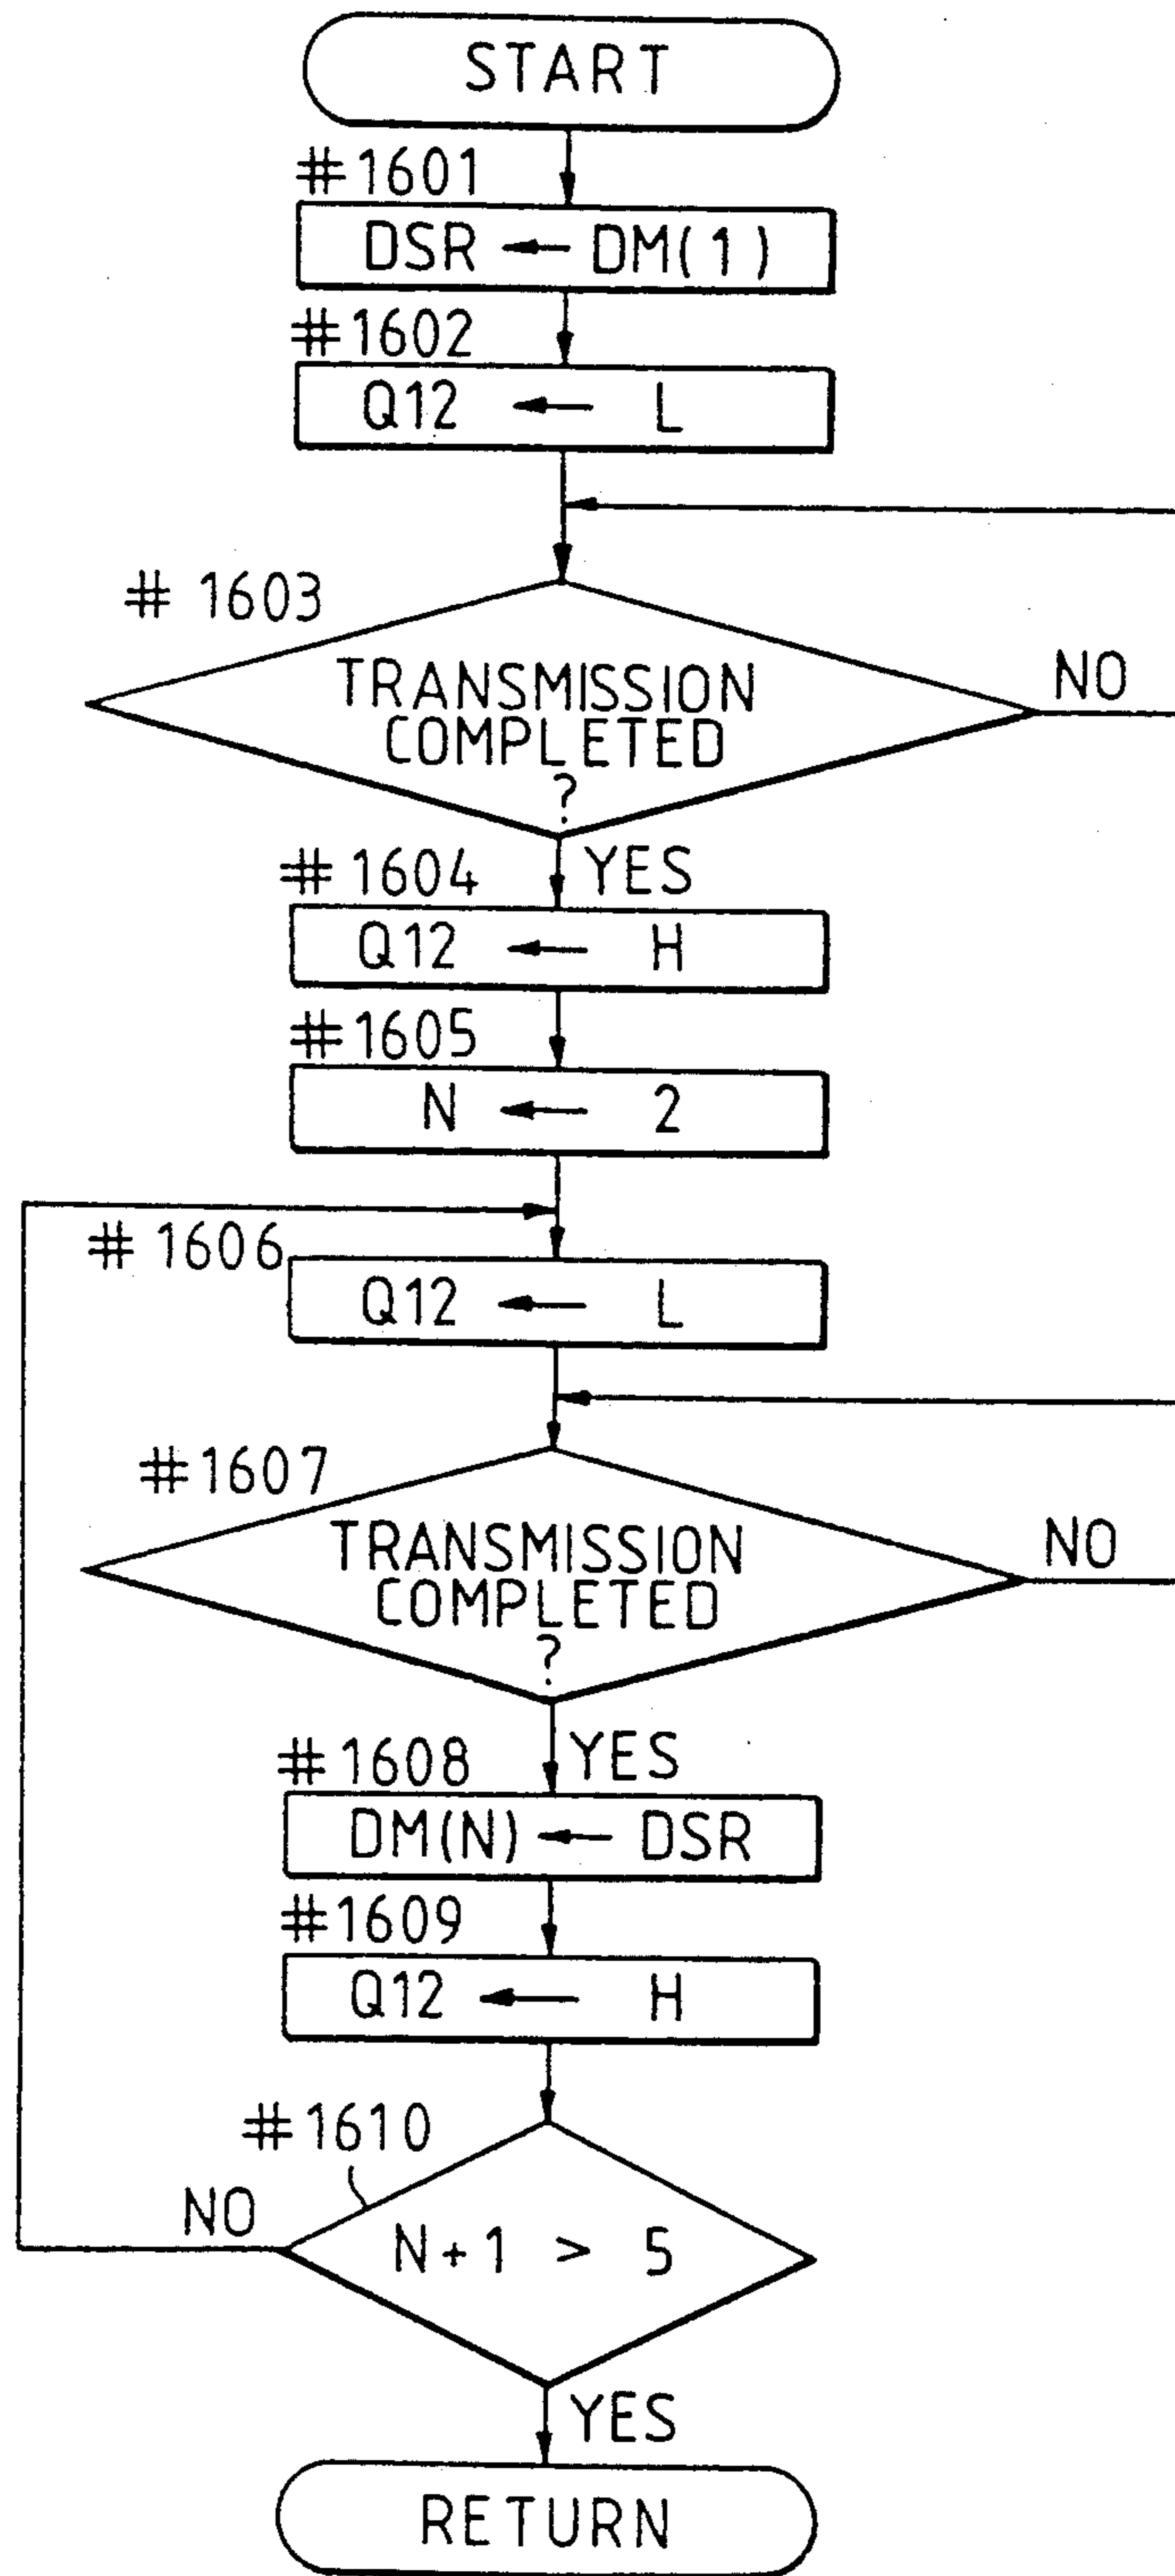 START
#1601
DSR ← DM(1)
#1602
Q12 ← L
# 1603
TRANSMISSION
COMPLETED
?
NO
YES
#1604
Q12 ← H
#1605
N ← 2
# 1606
Q12 ← L
#1607
TRANSMISSION
COMPLETED
?
NO
YES
#1608
DM(N) ← DSR
#1609
Q12 ← H
#1610
NO
N+1 > 5
YES
RETURN